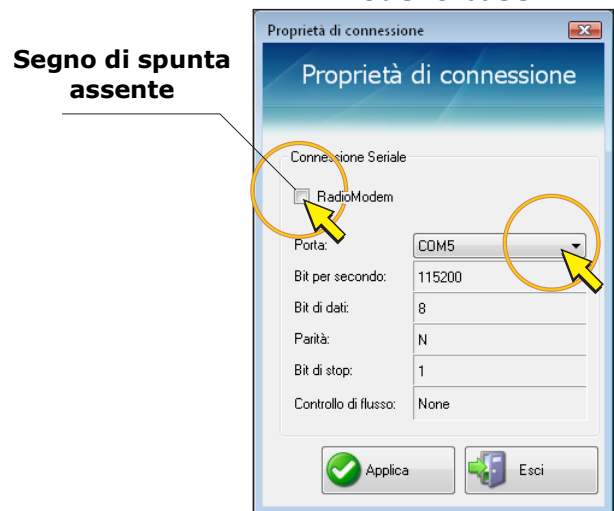 Segno di spunta
assente
Proprietà di connessione
Proprietà di connessione
Connessione Seriale
RadioModem
Porta: COM5
Bit per secondo: 115200
Bit di dati: 8
Parità: N
Bit di stop: 1
Controllo di flusso: None
Applica Esci